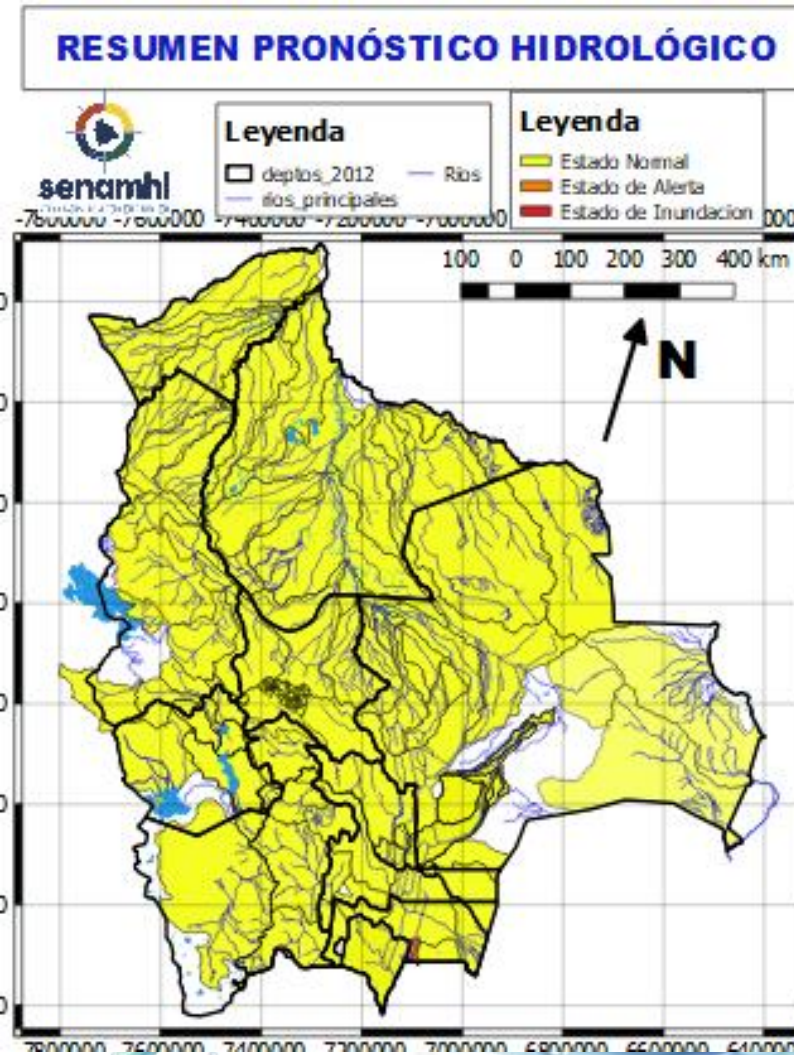 RESUMEN PRONÓSTICO HIDROLÓGICO
senamhi
Leyenda
deptos_2012
Rios
rios_principales
Leyenda
Estado Normal
Estado de Alerta
Estado de Inundacion
-7800000 -7600000 -7400000 -7200000 -7000000
100 0 100 200 300 400 km
N
7800000 7600000 7400000 7200000 7000000 6800000 6600000 6400000